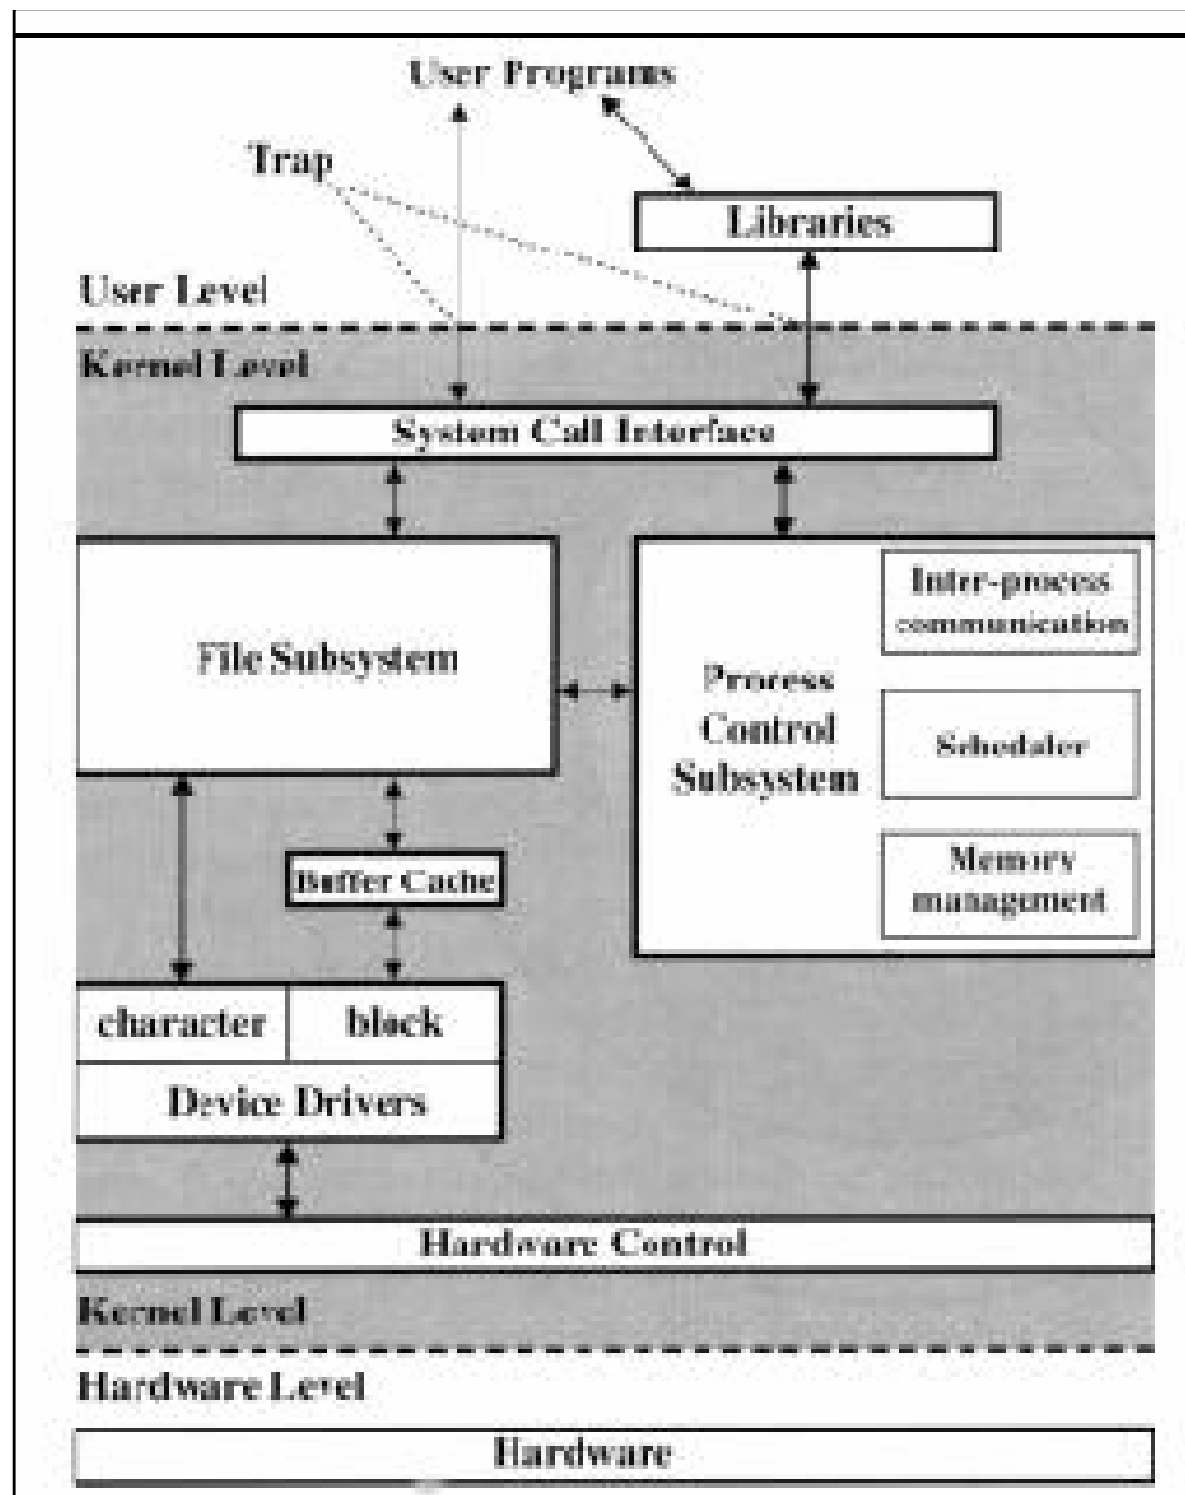 User Programs
Trap
Libraries
User Level
Kernel Level
System Call Interface
File Subsystem
Inter-process
communication
Process
Control
Subsystem
Scheduler
Memory
management
Buffer Cache
character
block
Device Drivers
Hardware Control
Kernel Level
Hardware Level
Hardware